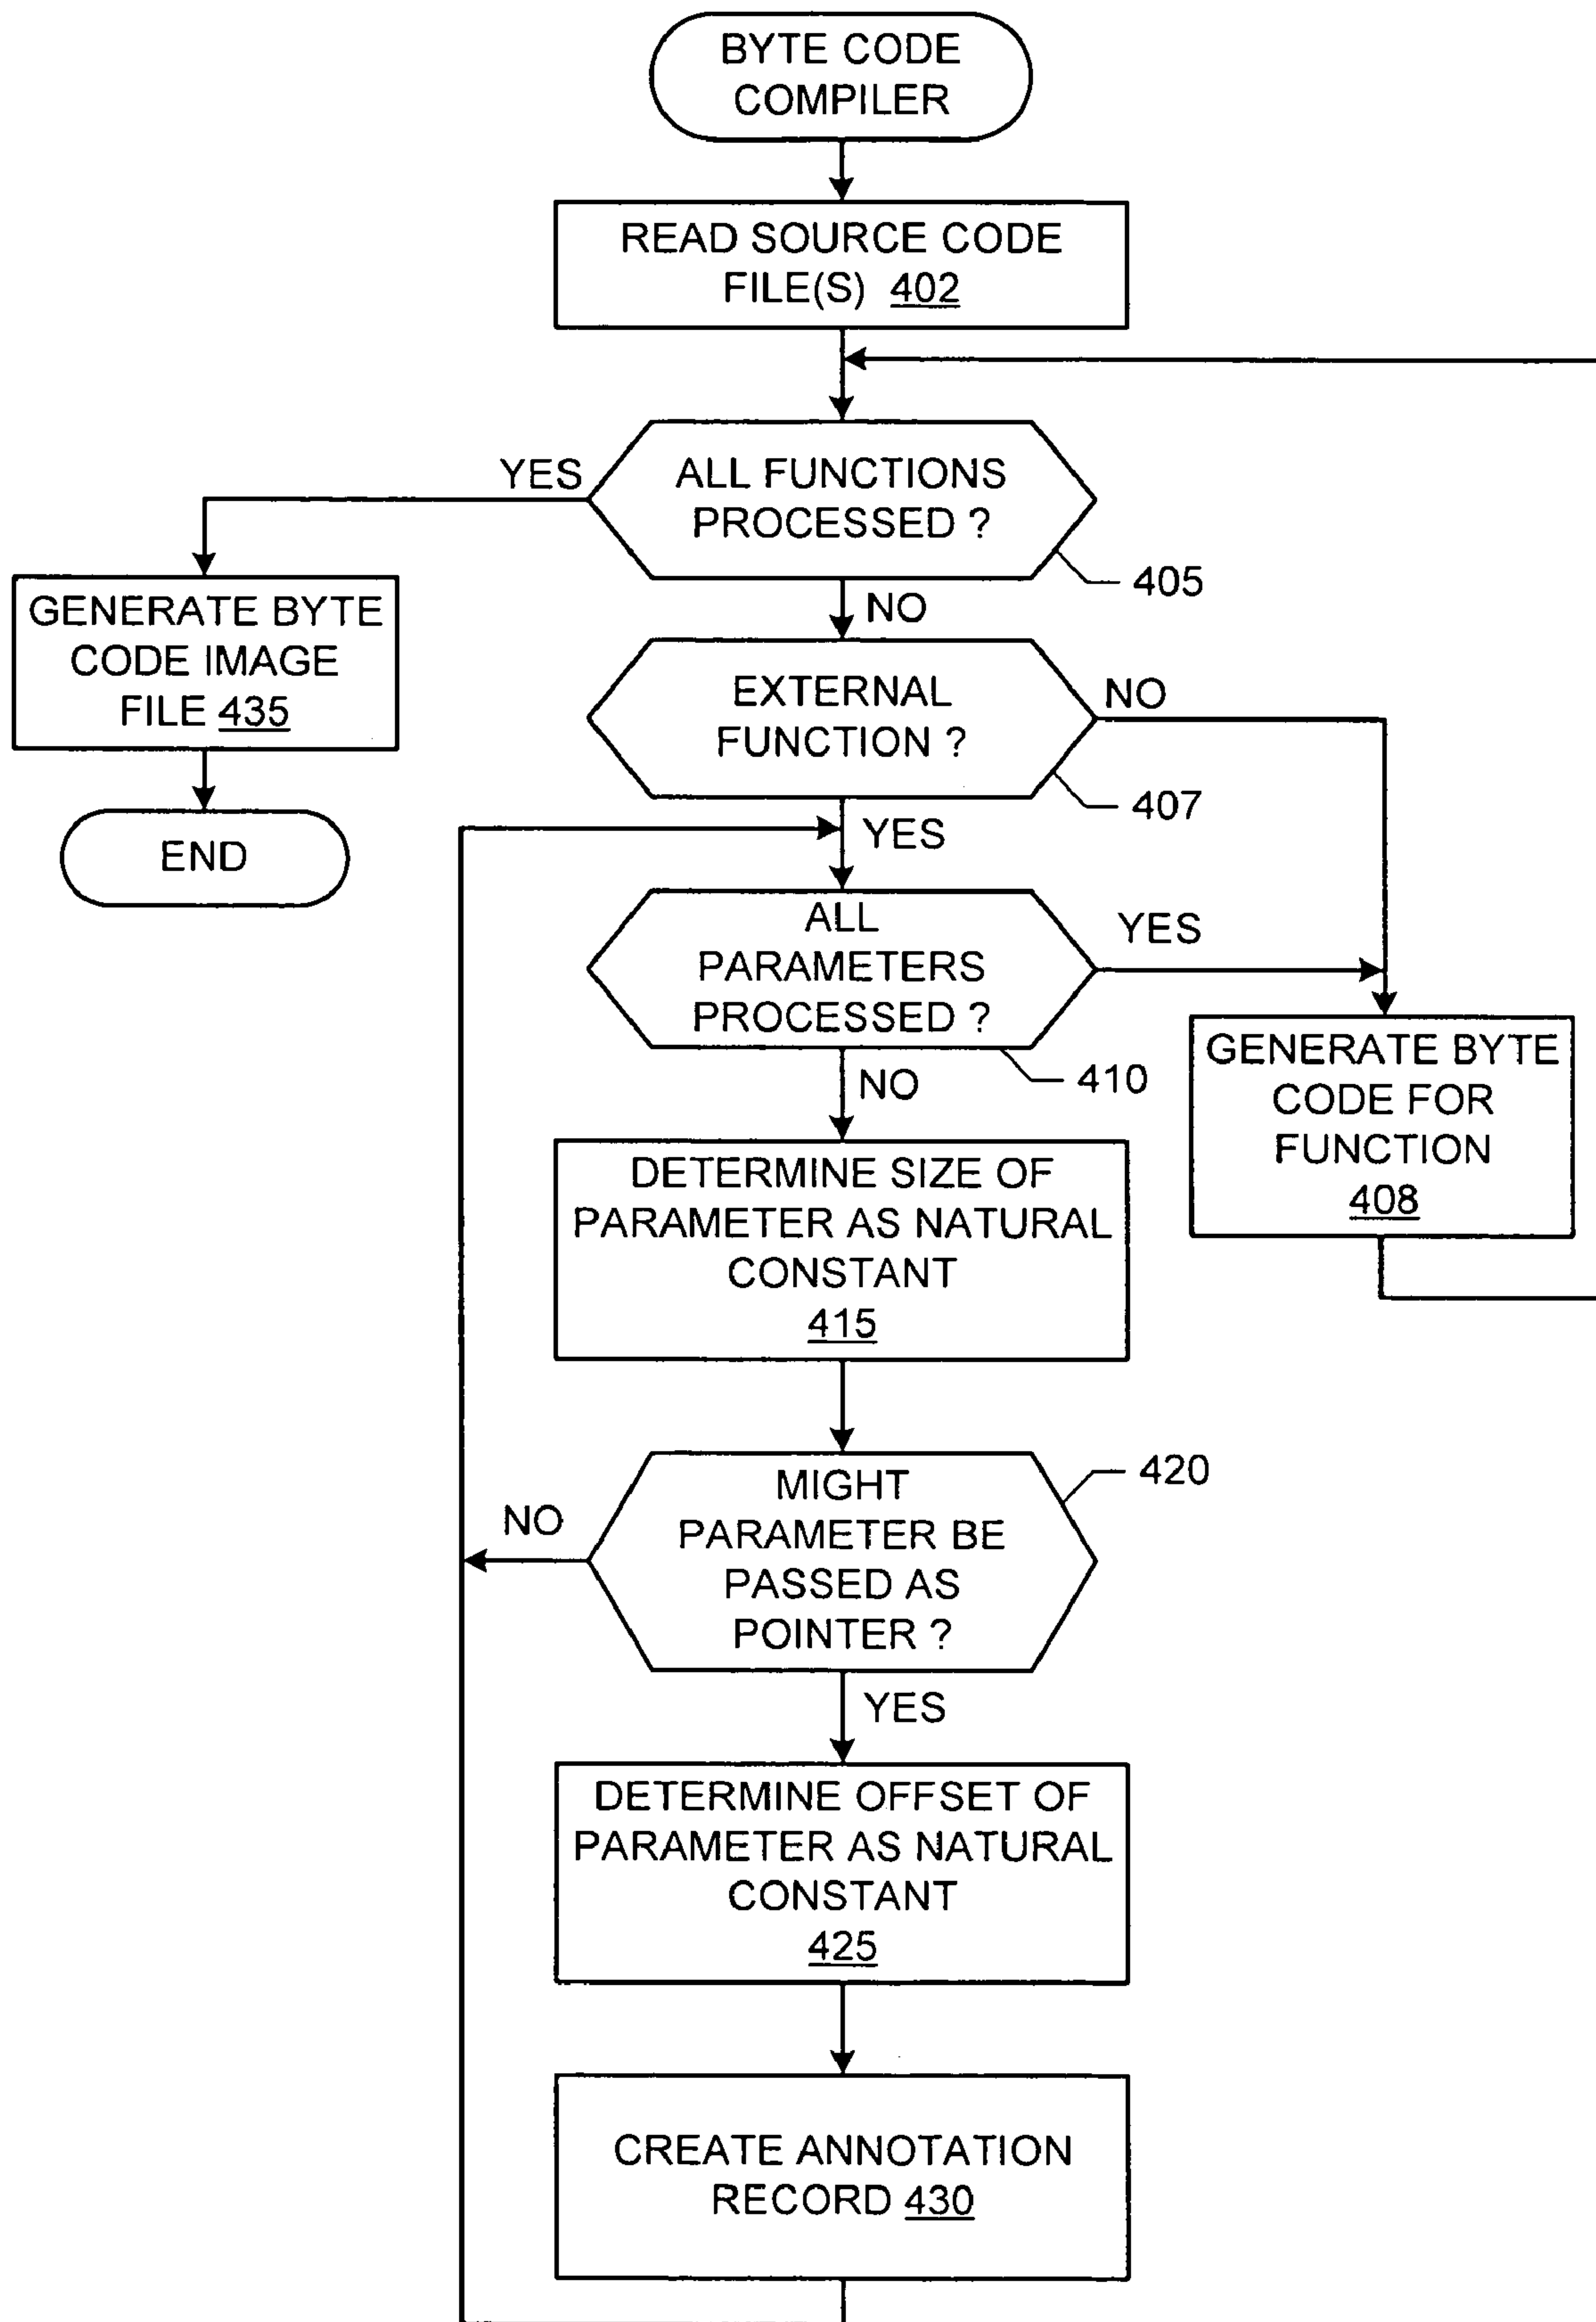 BYTE CODE
COMPILER
READ SOURCE CODE
FILE(S) 402
YES
ALL FUNCTIONS
PROCESSED ?
405
NO
GENERATE BYTE
CODE IMAGE
FILE 435
END
EXTERNAL
FUNCTION ?
NO
407
YES
ALL
PARAMETERS
PROCESSED ?
YES
410
NO
GENERATE BYTE
CODE FOR
FUNCTION
408
DETERMINE SIZE OF
PARAMETER AS NATURAL
CONSTANT
415
MIGHT
PARAMETER BE
PASSED AS
POINTER ?
420
NO
YES
DETERMINE OFFSET OF
PARAMETER AS NATURAL
CONSTANT
425
CREATE ANNOTATION
RECORD 430